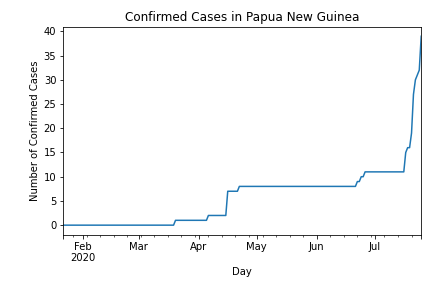 Confirmed Cases in Papua New Guinea
40
35
30
25
20
15
10
5
0
Number of Confirmed Cases
Feb
2020
Mar
Apr
May
Jun
Jul
Day